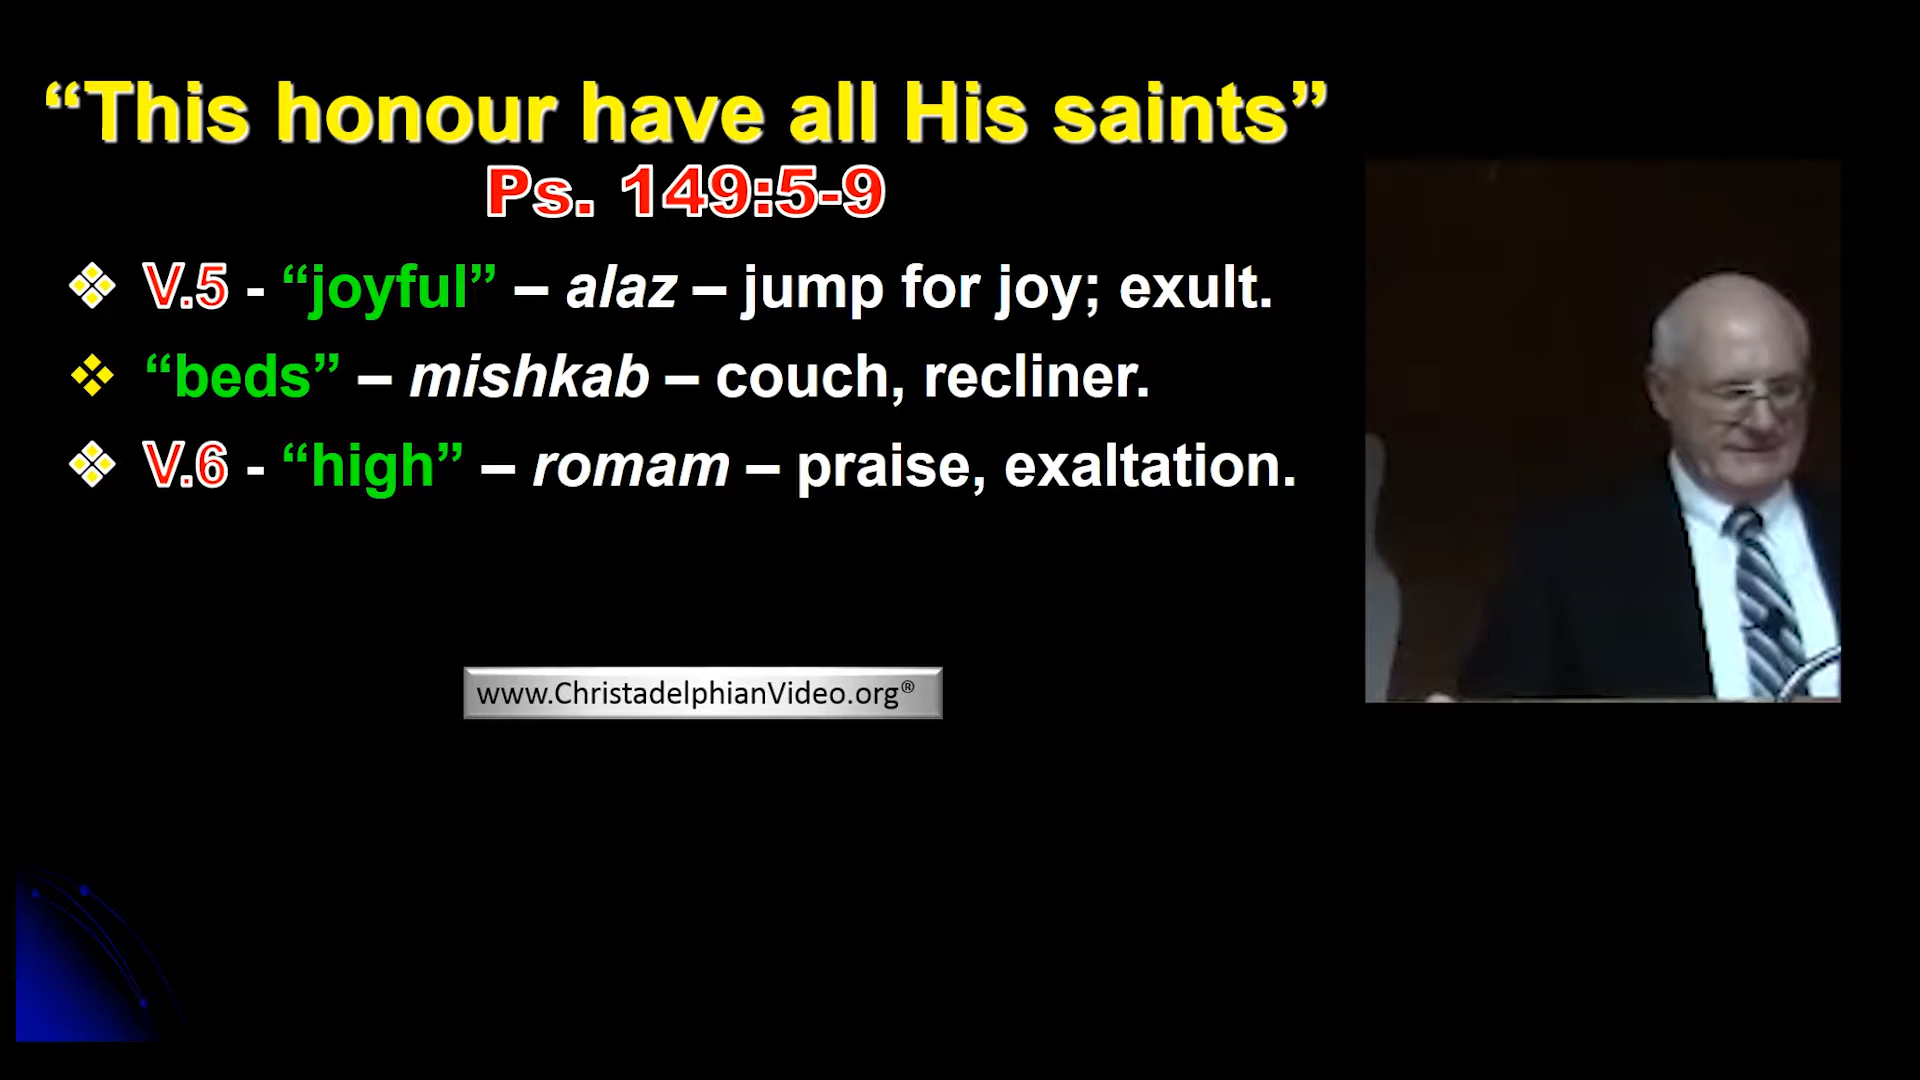 “This honour have all His saints”
Ps. 149:5-9
V.5 - “joyful” – alaz – jump for joy; exult.
“beds” – mishkab – couch, recliner.
V.6 - “high” – romam – praise, exaltation.
www.ChristadelphianVideo.org®